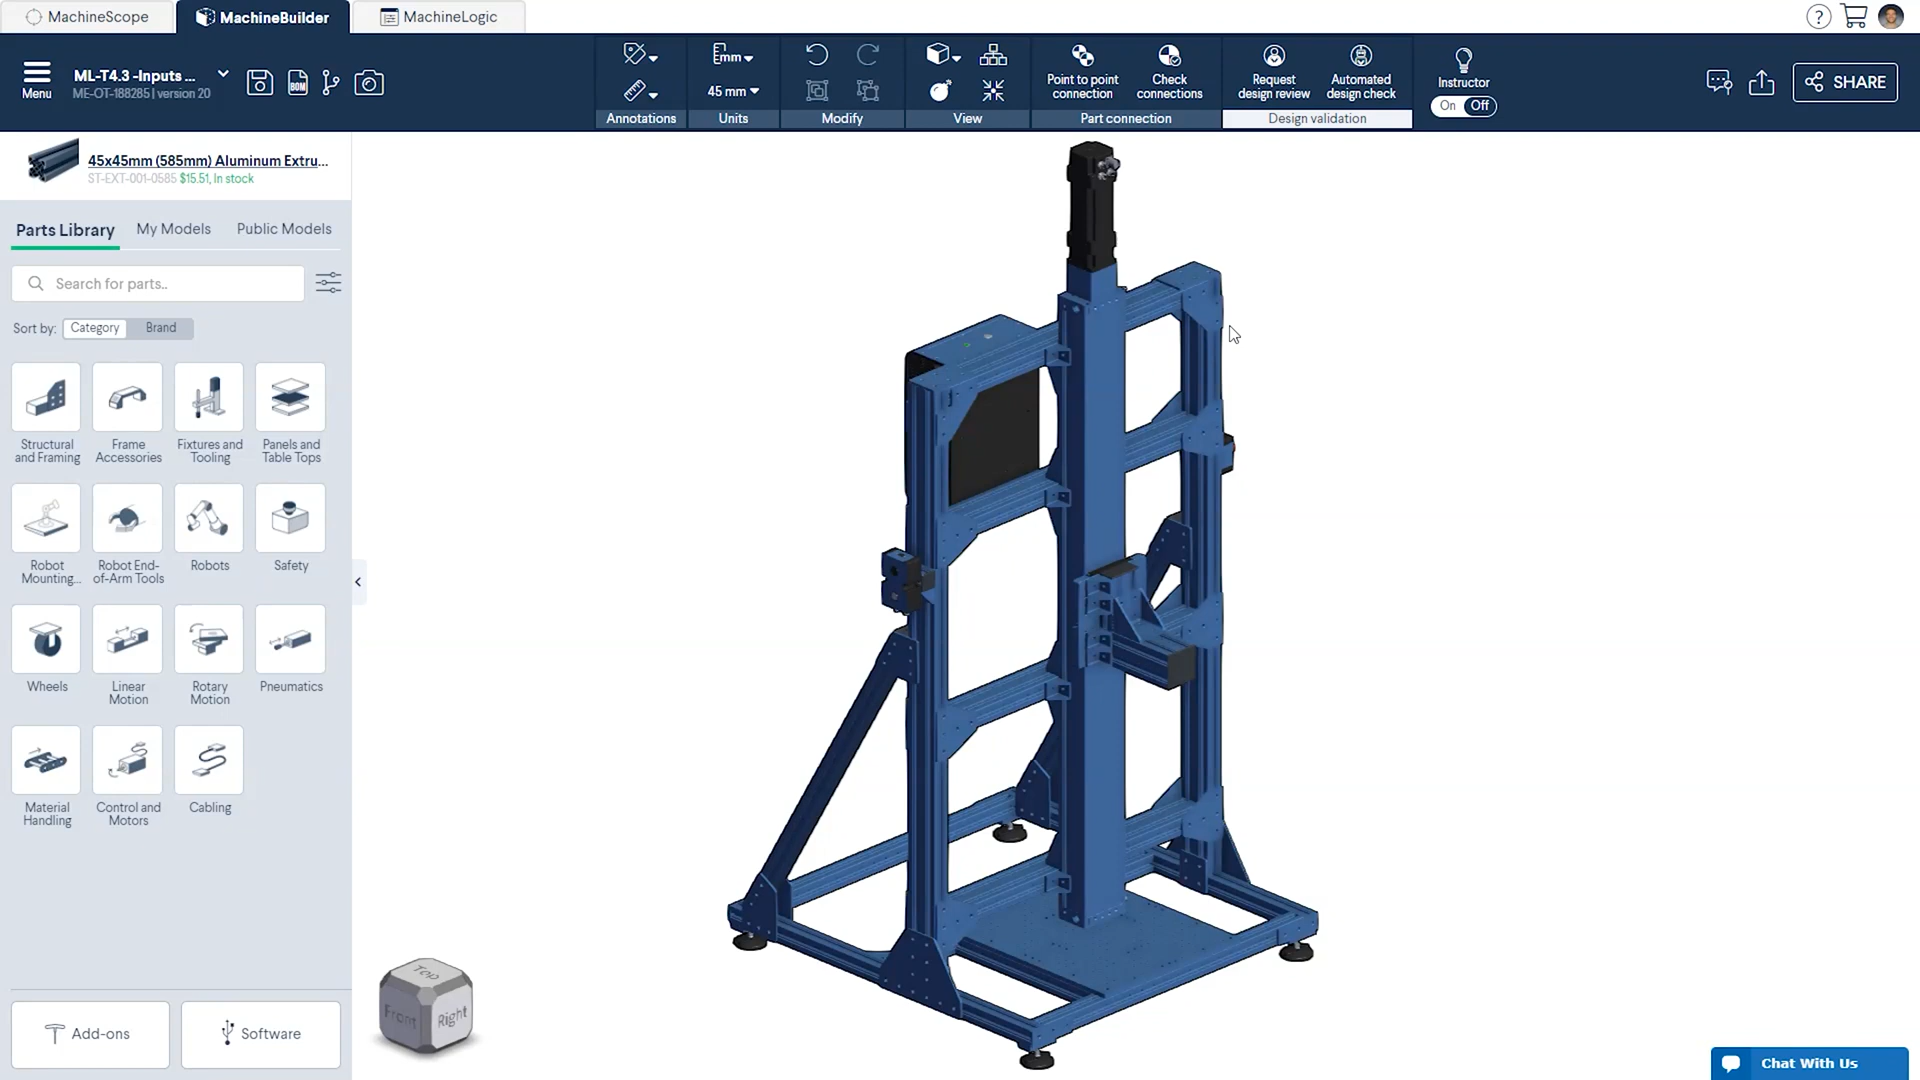 MachineScope
MachineBuilder
MachineLogic
?
Menu
ML-T4.3 -Inputs ...
ME-OT-188285 | version 20
BOM
mm
45 mm
Point to point
connection
Check
connections
Request
design review
Automated
design check
Instructor
On Off
SHARE
Annotations
Units
Modify
View
Part connection
Design validation
45x45mm (585mm) Aluminum Extru...
ST-EXT-001-0585 $15.51, In stock
Parts Library
My Models
Public Models
Search for parts..
Sort by:
Category
Brand
Structural
and Framing
Frame
Accessories
Fixtures and
Tooling
Panels and
Table Tops
Robot
Mounting...
Robot End-
of-Arm Tools
Robots
Safety
Wheels
Linear
Motion
Rotary
Motion
Pneumatics
Material
Handling
Control and
Motors
Cabling
Add-ons
Software
Top
Front
Right
Chat With Us